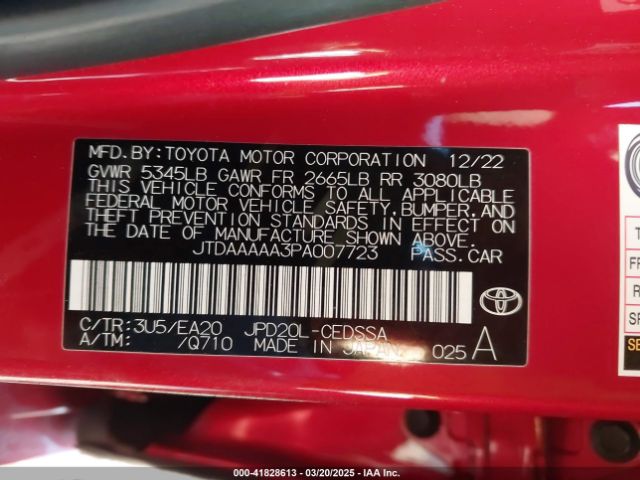 MFD.BY:TOYOTA MOTOR CORPORATION 12/22
GVWR 5345LB GAWR FR 2665LB RR 3080LB
THIS VEHICLE CONFORMS TO ALL APPLICABLE
FEDERAL MOTOR VEHICLE SAFETY,BUMPER,AND
THEFT PREVENTION STANDARDS IN EFFECT ON
THE DATE OF MANUFACTURE SHOWN ABOVE.
JTDAAAAA3PA007723 PASS.CAR
C/TR:3U5/EA20 JPD20L-CEDSSA
A/TM: /Q710 MADE IN JAPAN 025 A
T
F
R
S
SE
000-41828613 — 03/20/2025 — IAA Inc.